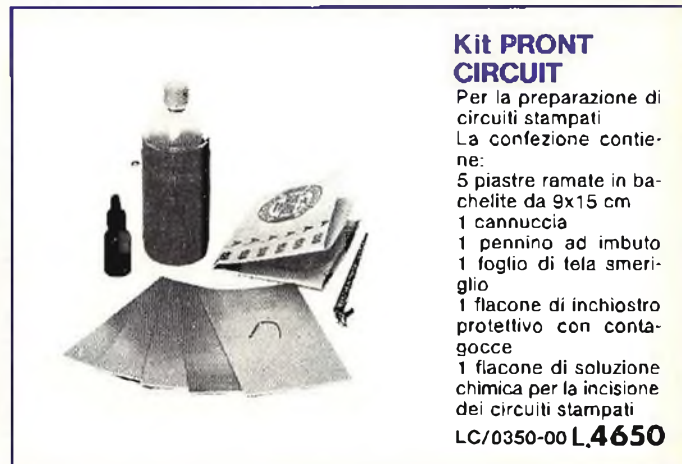 Kit PRONT
CIRCUIT
Per la preparazione di
circuiti stampati
La confezione contie-
ne:
5 piastre ramate in ba-
chelite da 9x15 cm
1 cannuccia
1 pennino ad imbuto
1 foglio di tela smeri-
glio
1 flacone di inchiostro
protettivo con conta-
gocce
1 flacone di soluzione
chimica per la incisione
dei circuiti stampati
LC/0350-00 L.4650